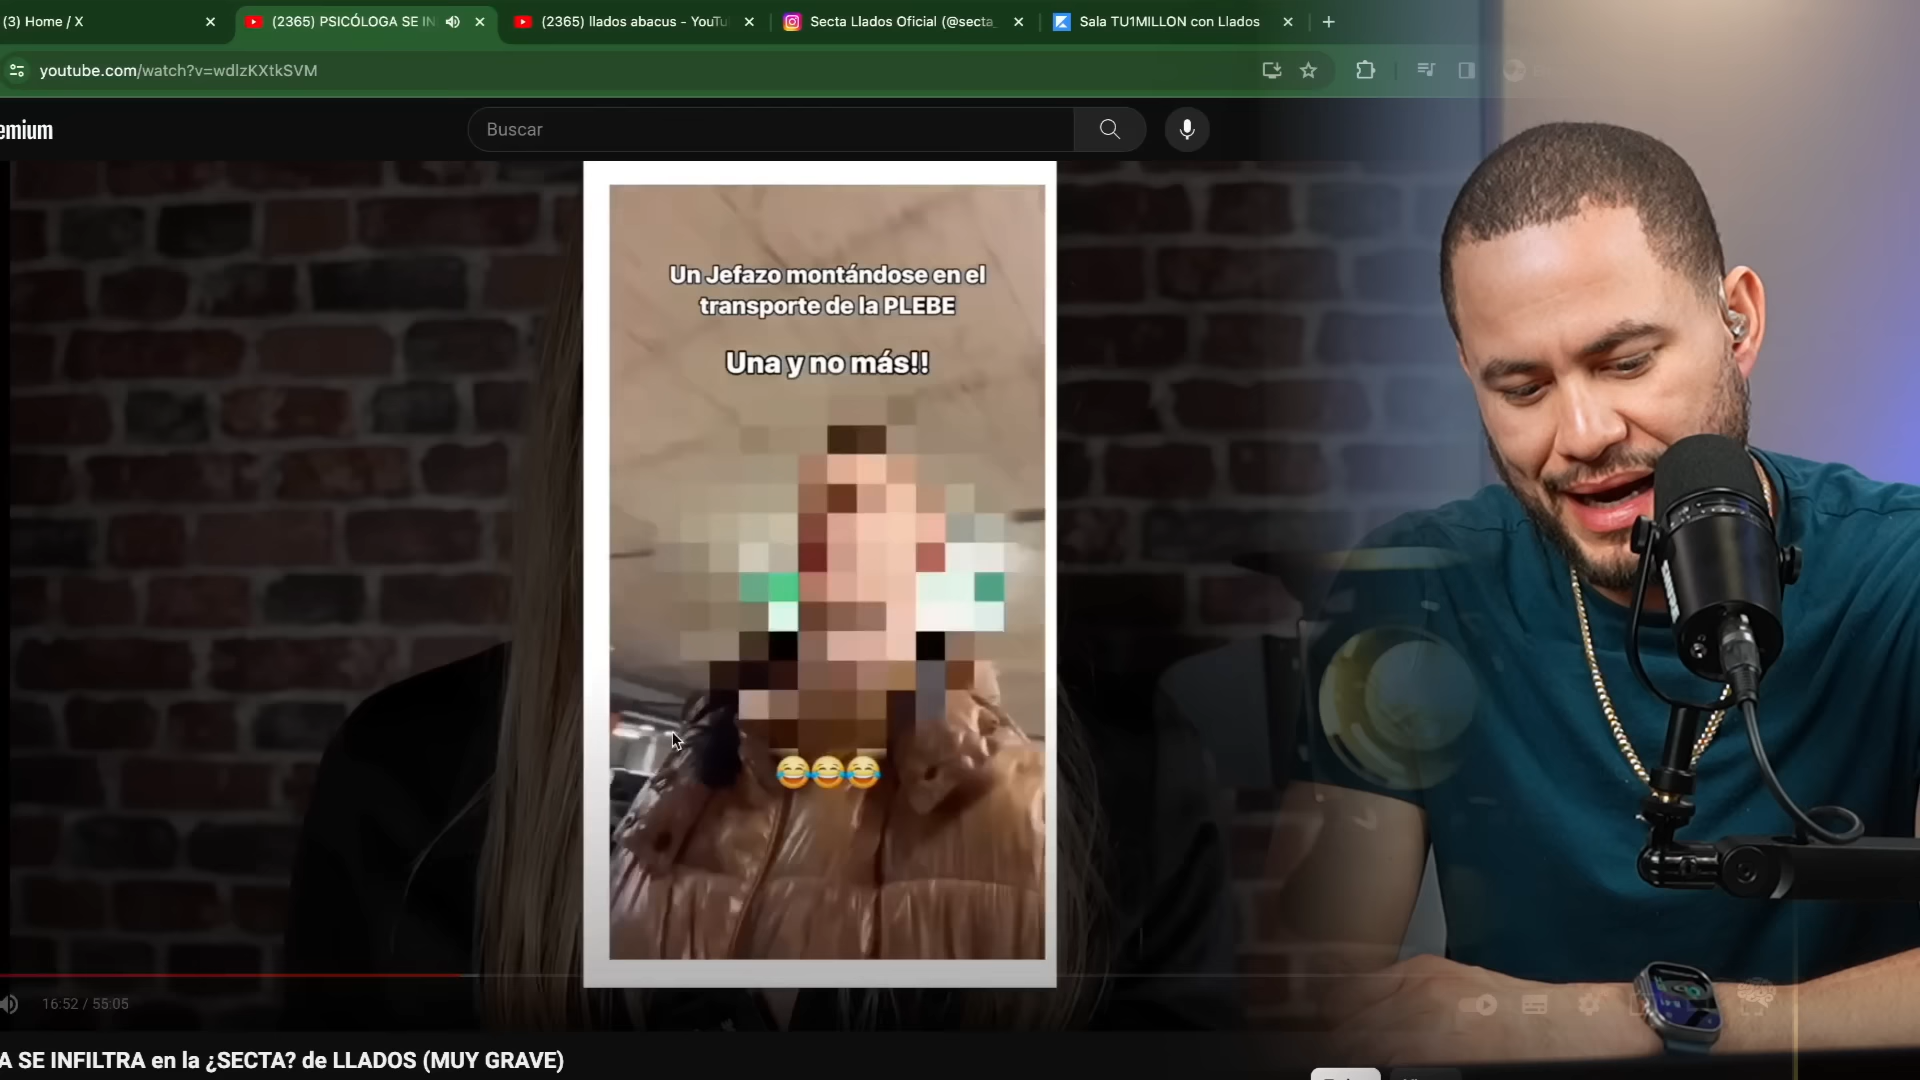 (3) Home / X
(2365) PSICÓLOGA SE IN
(2365) llados abacus - YouTu
Secta Llados Oficial (@secta_
Sala TU1MILLON con Llados
youtube.com/watch?v=wdlzKXtkSVM
emium
Buscar
Un Jefazo montándose en el
transporte de la PLEBE
Una y no más!!
16:52 / 55:05
A SE INFILTRA en la ¿SECTA? de LLADOS (MUY GRAVE)